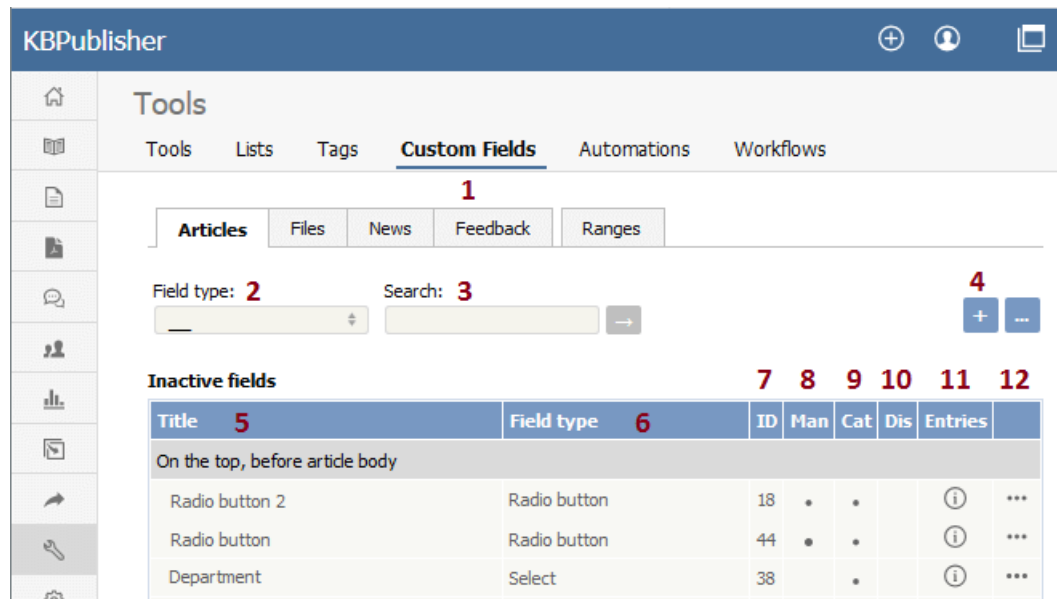 KBPublisher
Tools
Tools Lists Tags Custom Fields Automations Workflows
1
Articles Files News Feedback Ranges
Field type: 2 Search: 3 4
__ → + ...
Inactive fields 7 8 9 10 11 12
Title 5 Field type 6 ID Man Cat Dis Entries
On the top, before article body
Radio button 2 Radio button 18 • • i •••
Radio button Radio button 44 • • i •••
Department Select 38 • i •••